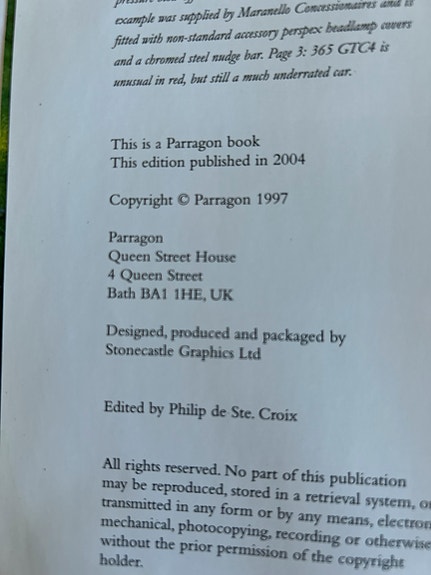 example was supplied by Maranello Concessionaires and is
fitted with non-standard accessory perspex headlamp covers
and a chromed steel nudge bar. Page 3: 365 GTC4 is
unusual in red, but still a much underrated car.
This is a Parragon book
This edition published in 2004
Copyright © Parragon 1997
Parragon
Queen Street House
4 Queen Street
Bath BA1 1HE, UK
Designed, produced and packaged by
Stonecastle Graphics Ltd
Edited by Philip de Ste. Croix
All rights reserved. No part of this publication
may be reproduced, stored in a retrieval system, or
transmitted in any form or by any means, electron
mechanical, photocopying, recording or otherwise
without the prior permission of the copyright
holder.